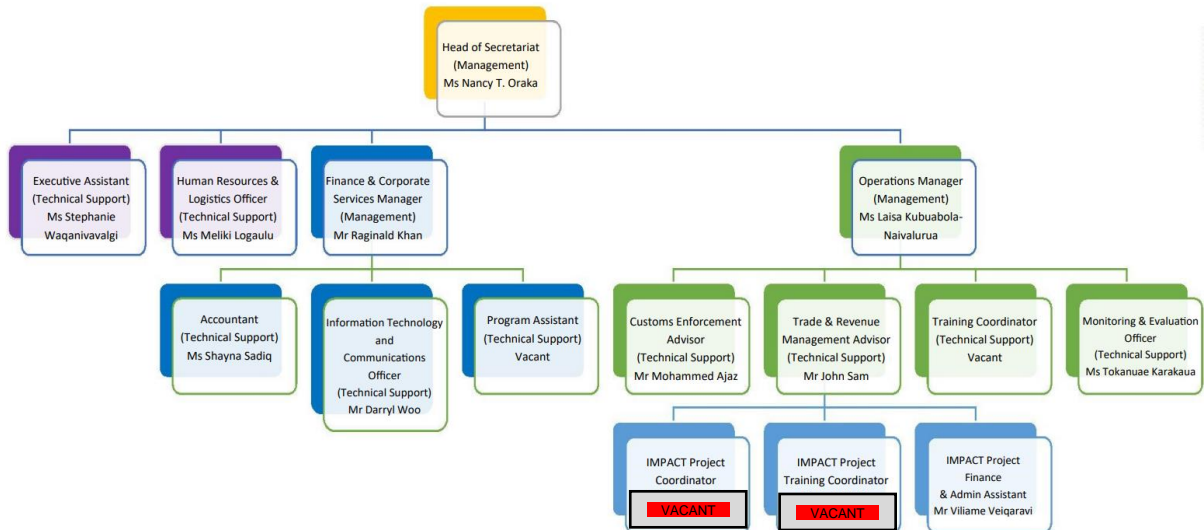 Head of Secretariat
(Management)
Ms Nancy T. Oraka
Executive Assistant
(Technical Support)
Ms Stephanie
Waqanivavalgi
Human Resources &
Logistics Officer
(Technical Support)
Ms Meliki Logaulu
Finance & Corporate
Services Manager
(Management)
Mr Raginald Khan
Operations Manager
(Management)
Ms Laisa Kubuabola-
Naivalurua
Accountant
(Technical Support)
Ms Shayna Sadiq
Information Technology
and
Communications
Officer
(Technical Support)
Mr Darryl Woo
Program Assistant
(Technical Support)
Vacant
Customs Enforcement
Advisor
(Technical Support)
Mr Mohammed Ajaz
Trade & Revenue
Management Advisor
(Technical Support)
Mr John Sam
Training Coordinator
(Technical Support)
Vacant
Monitoring & Evaluation
Officer
(Technical Support)
Ms Tokanuae Karakaua
IMPACT Project
Coordinator
VACANT
IMPACT Project
Training Coordinator
VACANT
IMPACT Project
Finance
& Admin Assistant
Mr Viliame Veiqaravi